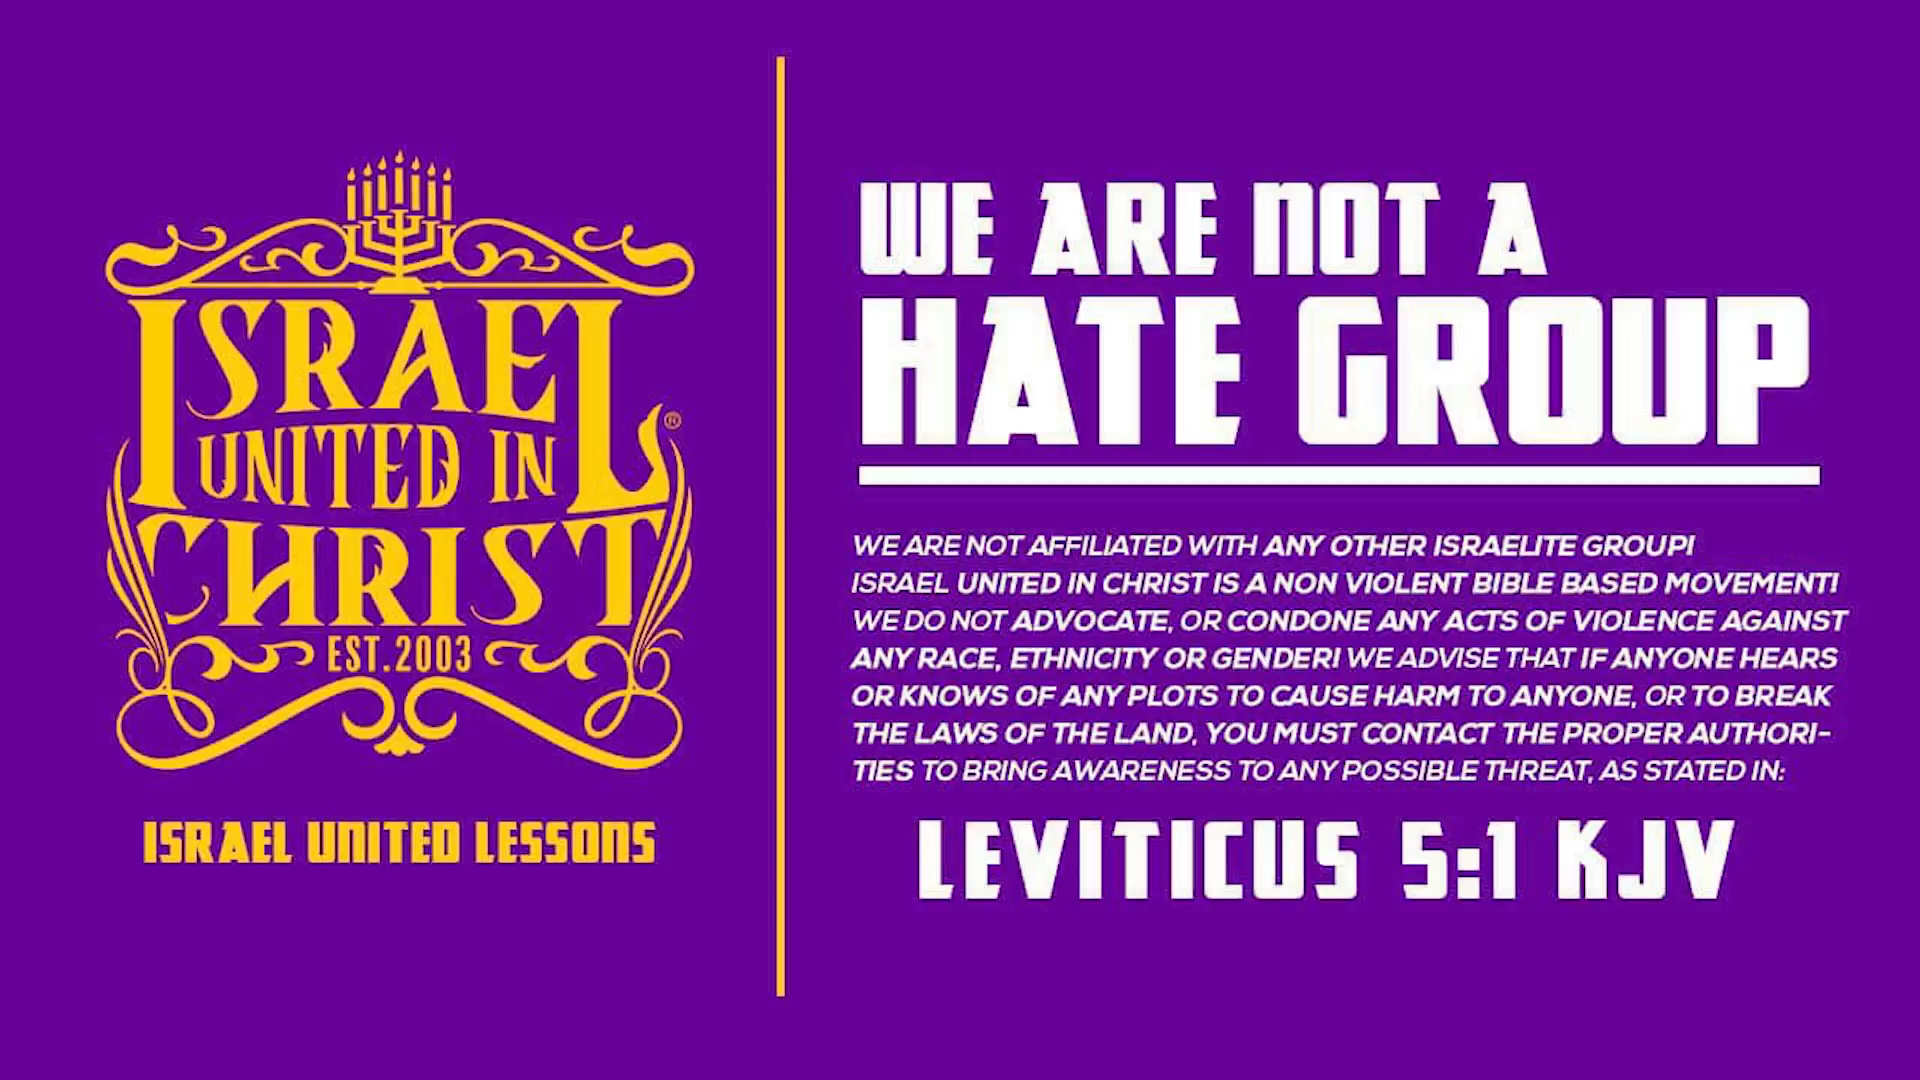 ISRAEL
UNITED IN
CHRIST
®
EST.2003
ISRAEL UNITED LESSONS
WE ARE NOT A
HATE GROUP
WE ARE NOT AFFILIATED WITH ANY OTHER ISRAELITE GROUP!
ISRAEL UNITED IN CHRIST IS A NON VIOLENT BIBLE BASED MOVEMENT!
WE DO NOT ADVOCATE, OR CONDONE ANY ACTS OF VIOLENCE AGAINST
ANY RACE, ETHNICITY OR GENDER! WE ADVISE THAT IF ANYONE HEARS
OR KNOWS OF ANY PLOTS TO CAUSE HARM TO ANYONE, OR TO BREAK
THE LAWS OF THE LAND, YOU MUST CONTACT THE PROPER AUTHORI-
TIES TO BRING AWARENESS TO ANY POSSIBLE THREAT, AS STATED IN:
LEVITICUS 5:1 KJV